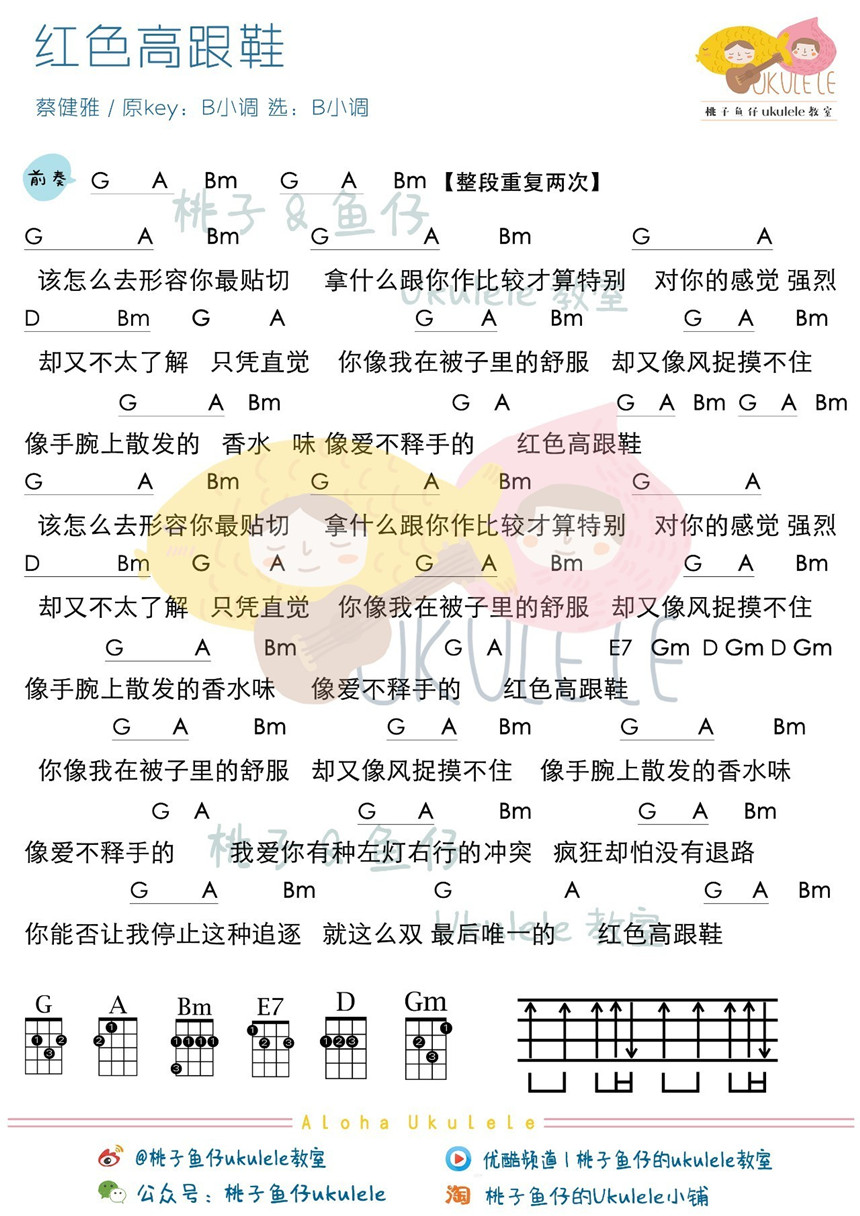 红色高跟鞋
蔡健雅 / 原key：B小调 选：B小调
UKULELE
桃子鱼仔ukulele教室
前奏 G A Bm G A Bm 【整段重复两次】
桃子&鱼仔
G A Bm G A Bm G A
该怎么去形容你最贴切 拿什么跟你作比较才算特别 对你的感觉 强烈
Ukulele 教室
D Bm G A G A Bm G A Bm
却又不太了解 只凭直觉 你像我在被子里的舒服 却又像风捉摸不住
G A Bm G A G A Bm G A Bm
像手腕上散发的 香水 味 像爱不释手的 红色高跟鞋
G A Bm G A Bm G A
该怎么去形容你最贴切 拿什么跟你作比较才算特别 对你的感觉 强烈
D Bm G A G A Bm G A Bm
却又不太了解 只凭直觉 你像我在被子里的舒服 却又像风捉摸不住
G A Bm G A E7 Gm D Gm D Gm
UKULELE
像手腕上散发的香水味 像爱不释手的 红色高跟鞋
G A Bm G A Bm G A Bm
你像我在被子里的舒服 却又像风捉摸不住 像手腕上散发的香水味
G A G A Bm G A Bm
像爱不释手的 我爱你有种左灯右行的冲突 疯狂却怕没有退路
桃子&鱼仔
G A Bm G A G A Bm
你能否让我停止这种追逐 就这么双 最后唯一的 红色高跟鞋
Ukulele 教室
G A Bm E7 D Gm
1 2 3 1 2 1 1 1 1 3 1 2 3 1 2 3 1 2 3
Aloha Ukulele
@桃子鱼仔ukulele教室 优酷频道 | 桃子鱼仔的ukulele教室
公众号：桃子鱼仔ukulele 淘 桃子鱼仔的Ukulele小铺